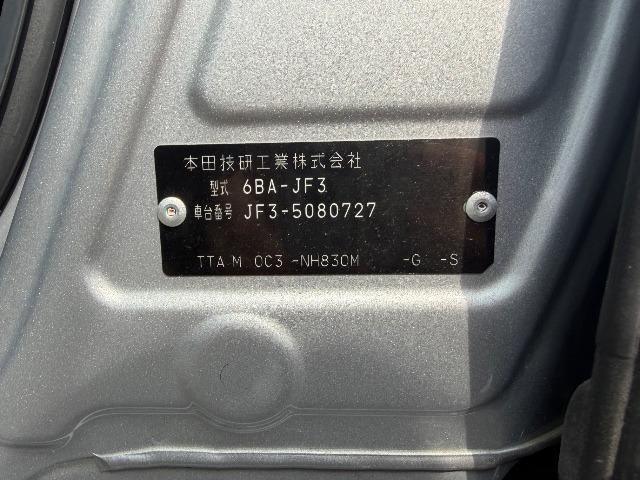 本田技研工業株式会社
型式 6BA-JF3
車台番号 JF3-5080727
TTA M 0C3 -NH830M -G -S